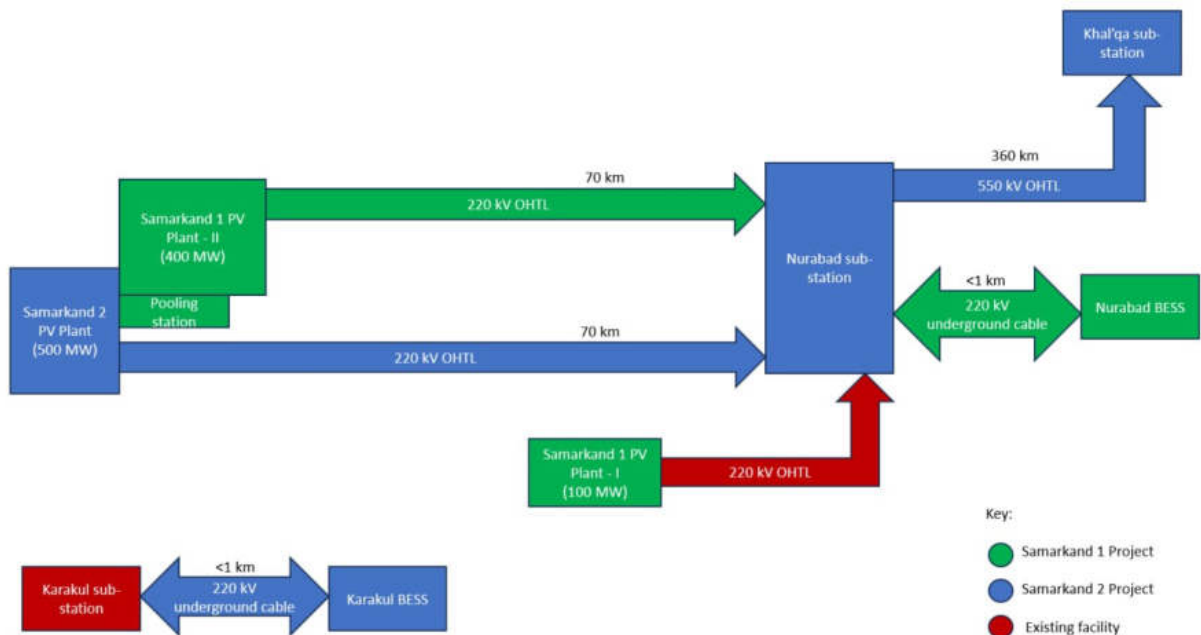 Khal'qa sub-
station
360 km
550 kV OHTL
70 km
220 kV OHTL
Samarkand 1 PV
Plant - II
(400 MW)
Pooling
station
Samarkand 2
PV Plant
(500 MW)
70 km
220 kV OHTL
Nurabad sub-
station
<1 km
220 kV
underground cable
Nurabad BESS
Samarkand 1 PV
Plant - I
(100 MW)
220 kV OHTL
Karakul sub-
station
<1 km
220 kV
underground cable
Karakul BESS
Key:
Samarkand 1 Project
Samarkand 2 Project
Existing facility